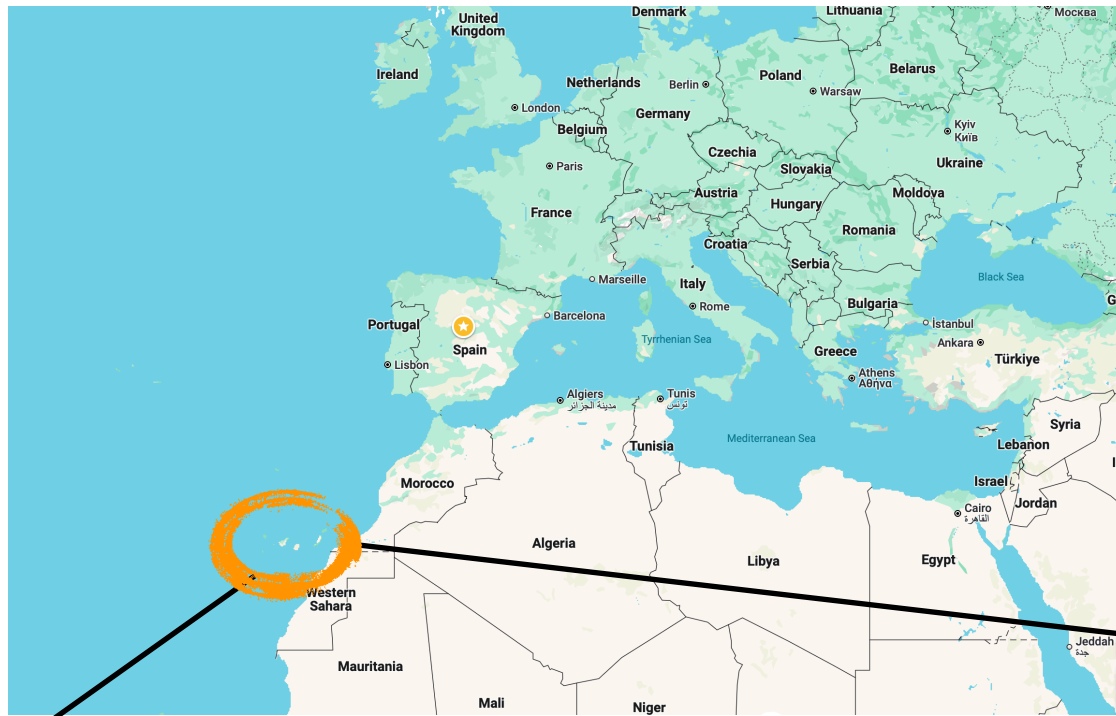 Denmark
Lithuania
Москва
United
Kingdom
Ireland
Netherlands
Berlin
Poland
Belarus
Warsaw
London
Germany
Belgium
Kyiv
Київ
Paris
Czechia
Slovakia
Ukraine
Austria
Hungary
Moldova
France
Romania
Croatia
Serbia
Marseille
Italy
Black Sea
Rome
Bulgaria
G
Portugal
Barcelona
İstanbul
Spain
Tyrrhenian Sea
Ankara
Greece
Türkiye
Lisbon
Athens
Αθήνα
Algiers
مدينة الجزائر
Tunis
تونس
Syria
Tunisia
Mediterranean Sea
Lebanon
Morocco
Israel
Jordan
Cairo
القاهرة
Algeria
Libya
Egypt
Western
Sahara
Jeddah
جدة
Mauritania
Mali
Niger